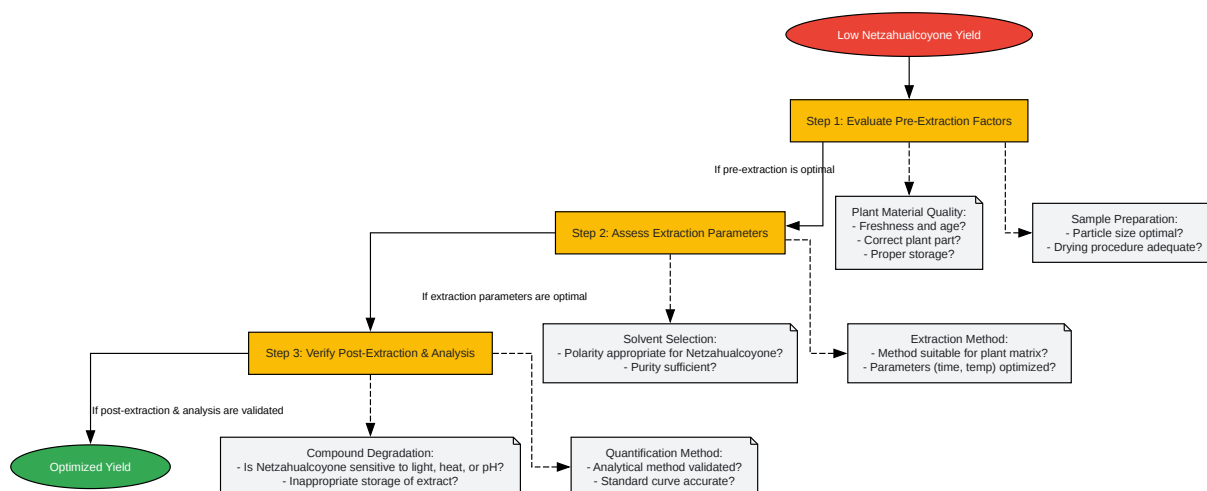 Low Netzahualcoyone Yield
Step 1: Evaluate Pre-Extraction Factors
If pre-extraction is optimal
Plant Material Quality:
- Freshness and age?
- Correct plant part?
- Proper storage?
Sample Preparation:
- Particle size optimal?
- Drying procedure adequate?
Step 2: Assess Extraction Parameters
If extraction parameters are optimal
Solvent Selection:
- Polarity appropriate for Netzahualcoyone?
- Purity sufficient?
Extraction Method:
- Method suitable for plant matrix?
- Parameters (time, temp) optimized?
Step 3: Verify Post-Extraction & Analysis
If post-extraction & analysis are validated
Optimized Yield
Compound Degradation:
- Is Netzahualcoyone sensitive to light, heat, or pH?
- Inappropriate storage of extract?
Quantification Method:
- Analytical method validated?
- Standard curve accurate?